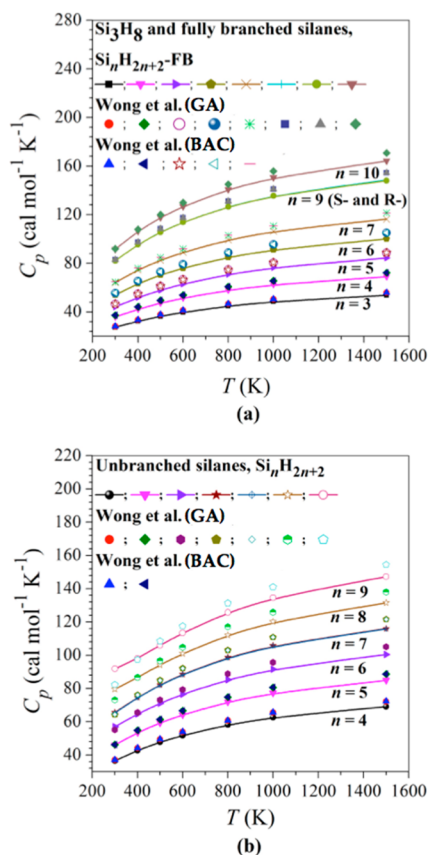 Si3H8 and fully branched silanes,
SinH2n+2-FB
Wong et al. (GA)
Wong et al. (BAC)
n = 10
n = 9 (S- and R-)
n = 7
n = 6
n = 5
n = 4
n = 3
Cp (cal mol-1 K-1)
280
240
200
160
120
80
40
200 400 600 800 1000 1200 1400 1600
T (K)
(a)
Unbranched silanes, SinH2n+2
Wong et al. (GA)
Wong et al. (BAC)
n = 9
n = 8
n = 7
n = 6
n = 5
n = 4
Cp (cal mol-1 K-1)
220
200
180
160
140
120
100
80
60
40
20
200 400 600 800 1000 1200 1400 1600
T (K)
(b)